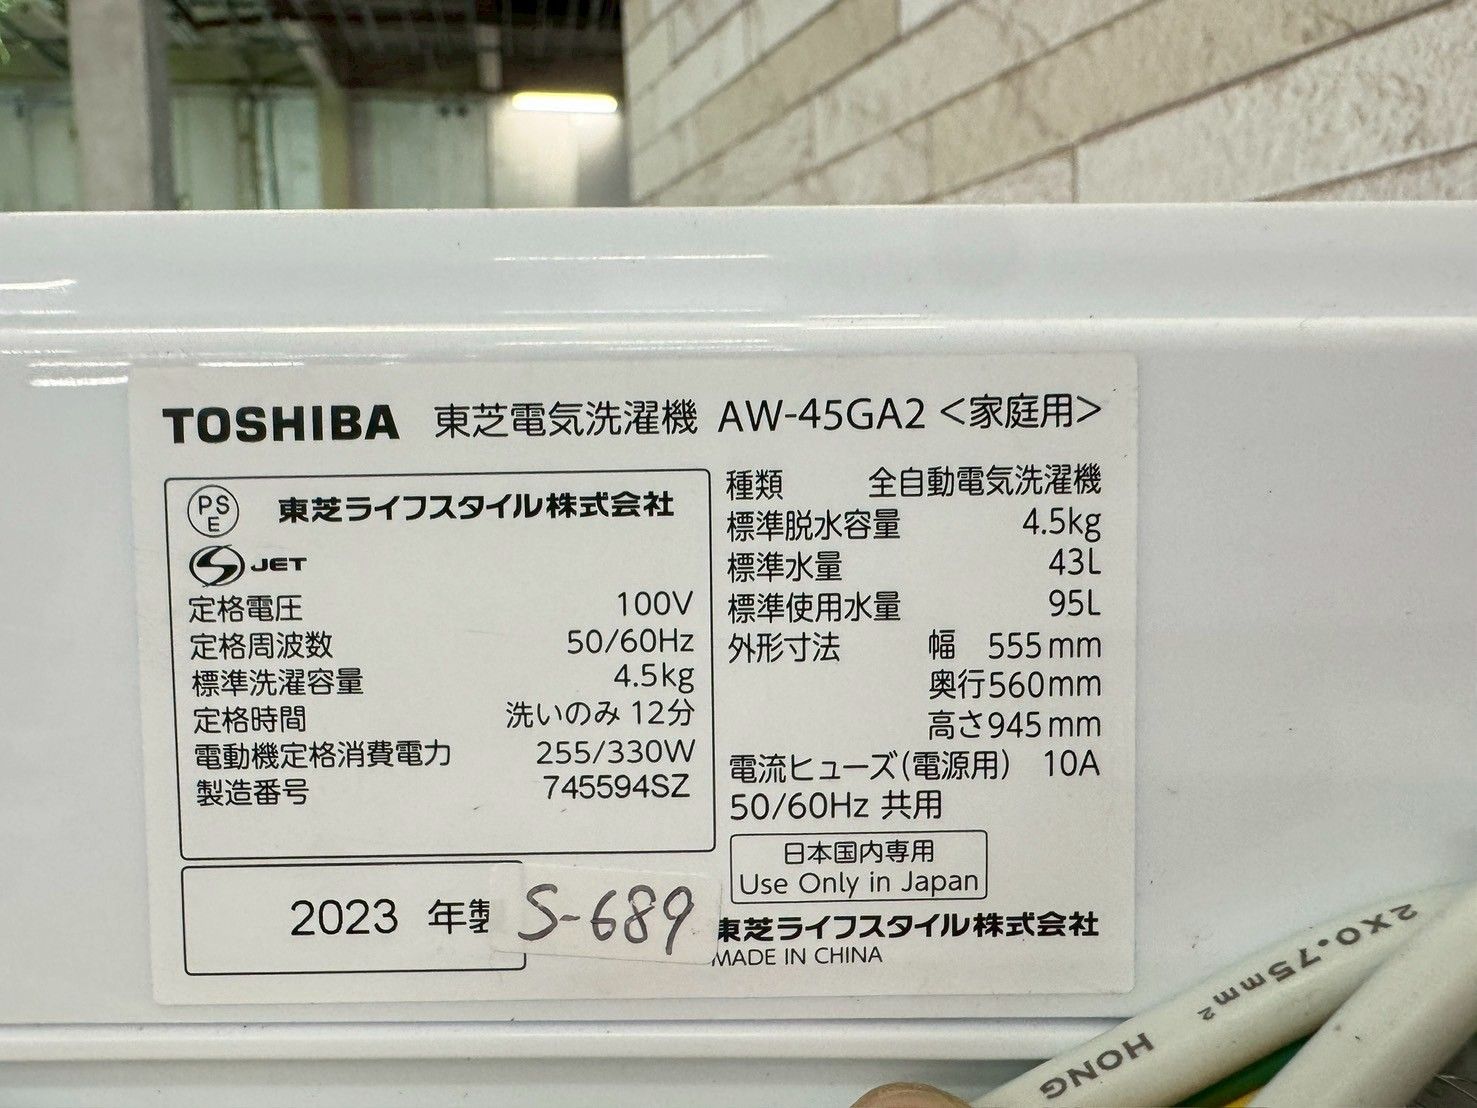 TOSHIBA 東芝電気洗濯機 AW-45GA2 <家庭用>
PSE 東芝ライフスタイル株式会社
S JET
定格電圧 100V
定格周波数 50/60Hz
標準洗濯容量 4.5kg
定格時間 洗いのみ 12分
電動機定格消費電力 255/330W
製造番号 745594SZ
2023 年製
S-689
種類 全自動電気洗濯機
標準脱水容量 4.5kg
標準水量 43L
標準使用水量 95L
外形寸法 幅 555mm
奥行560mm
高さ945mm
電流ヒューズ(電源用) 10A
50/60Hz 共用
日本国内専用
Use Only in Japan
東芝ライフスタイル株式会社
MADE IN CHINA
2X0.75mm²
HONG